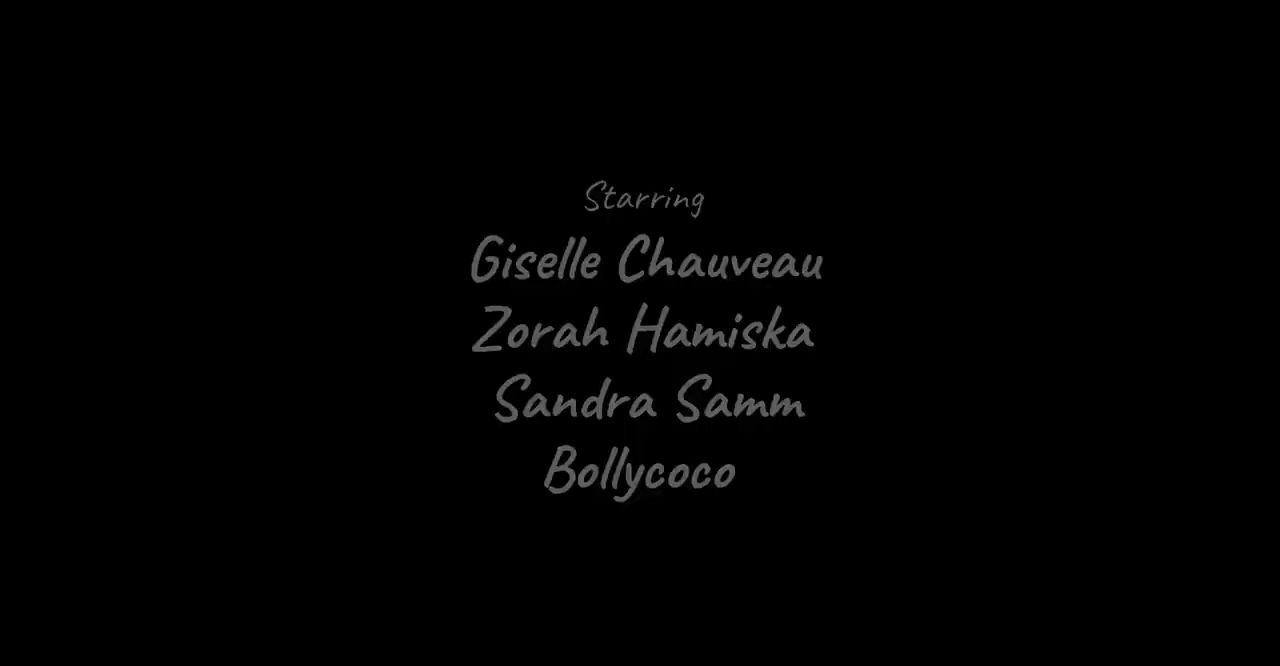 Starring
Giselle Chauveau
Zorah Hamiska
Sandra Samm
Bollycoco